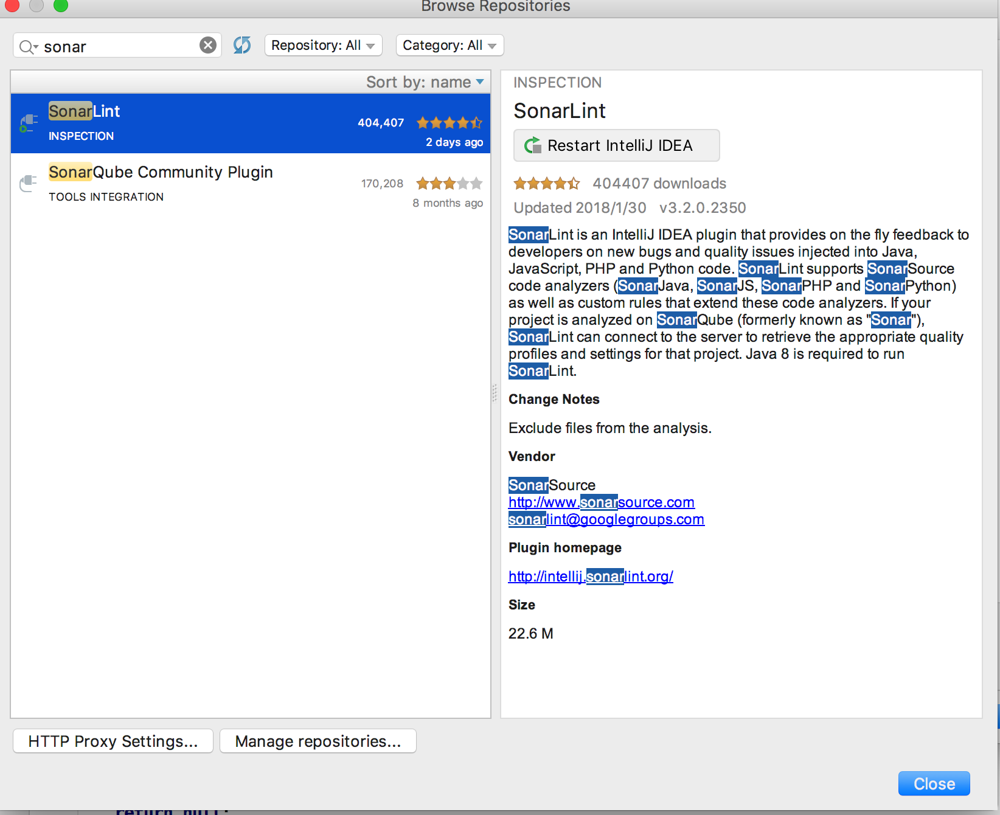 Browse Repositories
sonar
Repository: All
Category: All
Sort by: name
SonarLint
404,407
INSPECTION
2 days ago
SonarQube Community Plugin
170,208
TOOLS INTEGRATION
8 months ago
INSPECTION
SonarLint
Restart IntelliJ IDEA
404407 downloads
Updated 2018/1/30 v3.2.0.2350
SonarLint is an IntelliJ IDEA plugin that provides on the fly feedback to
developers on new bugs and quality issues injected into Java,
JavaScript, PHP and Python code. SonarLint supports SonarSource
code analyzers (SonarJava, SonarJS, SonarPHP and SonarPython)
as well as custom rules that extend these code analyzers. If your
project is analyzed on SonarQube (formerly known as "Sonar"),
SonarLint can connect to the server to retrieve the appropriate quality
profiles and settings for that project. Java 8 is required to run
SonarLint.
Change Notes
Exclude files from the analysis.
Vendor
SonarSource
http://www.sonarsource.com
sonarlint@googlegroups.com
Plugin homepage
http://intellij.sonarlint.org/
Size
22.6 M
HTTP Proxy Settings...
Manage repositories...
Close
return null;